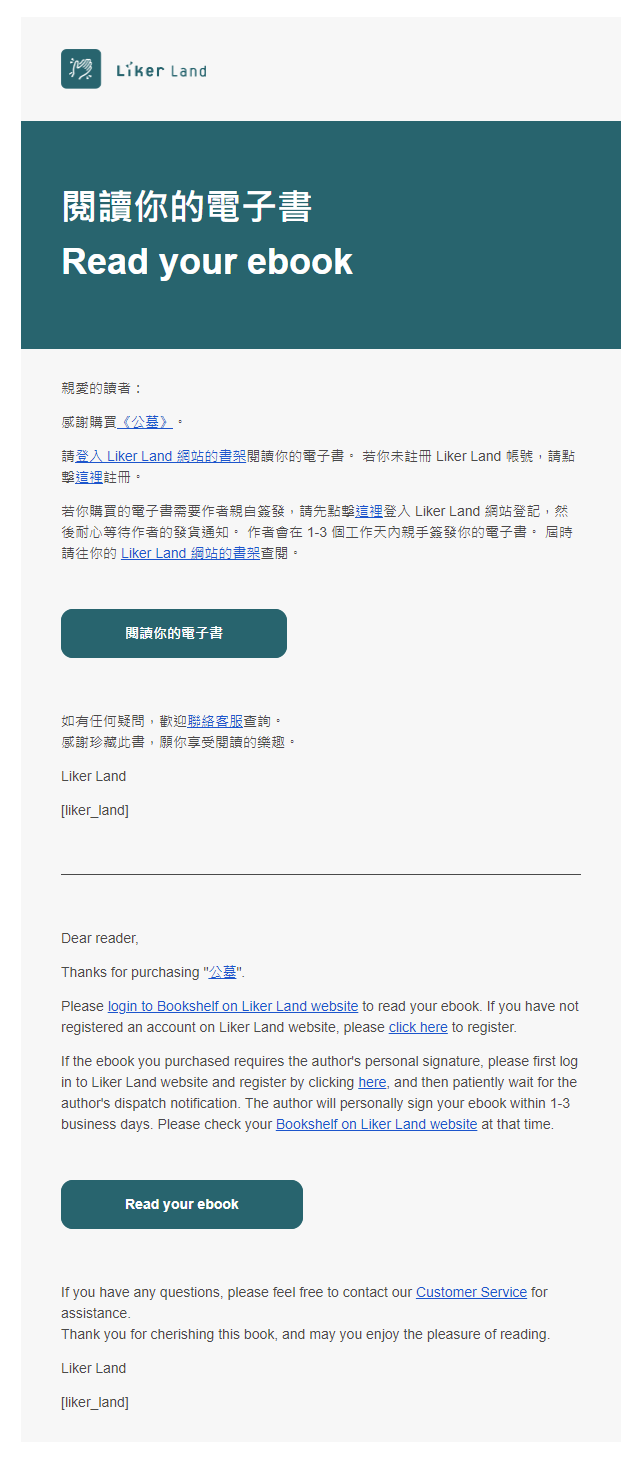 Liker Land
閱讀你的電子書
Read your ebook
親愛的讀者：
感謝購買《公墓》。
請登入 Liker Land 網站的書架閱讀你的電子書。 若你未註冊 Liker Land 帳號，請點
擊這裡註冊。
若你購買的電子書需要作者親自簽發，請先點擊這裡登入 Liker Land 網站登記，然
後耐心等待作者的發貨通知。 作者會在 1-3 個工作天內親手簽發你的電子書。 屆時
請往你的 Liker Land 網站的書架查閱。
閱讀你的電子書
如有任何疑問，歡迎聯絡客服查詢。
感謝珍藏此書，願你享受閱讀的樂趣。
Liker Land
[liker_land]
Dear reader,
Thanks for purchasing "公墓".
Please login to Bookshelf on Liker Land website to read your ebook. If you have not
registered an account on Liker Land website, please click here to register.
If the ebook you purchased requires the author's personal signature, please first log
in to Liker Land website and register by clicking here, and then patiently wait for the
author's dispatch notification. The author will personally sign your ebook within 1-3
business days. Please check your Bookshelf on Liker Land website at that time.
Read your ebook
If you have any questions, please feel free to contact our Customer Service for
assistance.
Thank you for cherishing this book, and may you enjoy the pleasure of reading.
Liker Land
[liker_land]